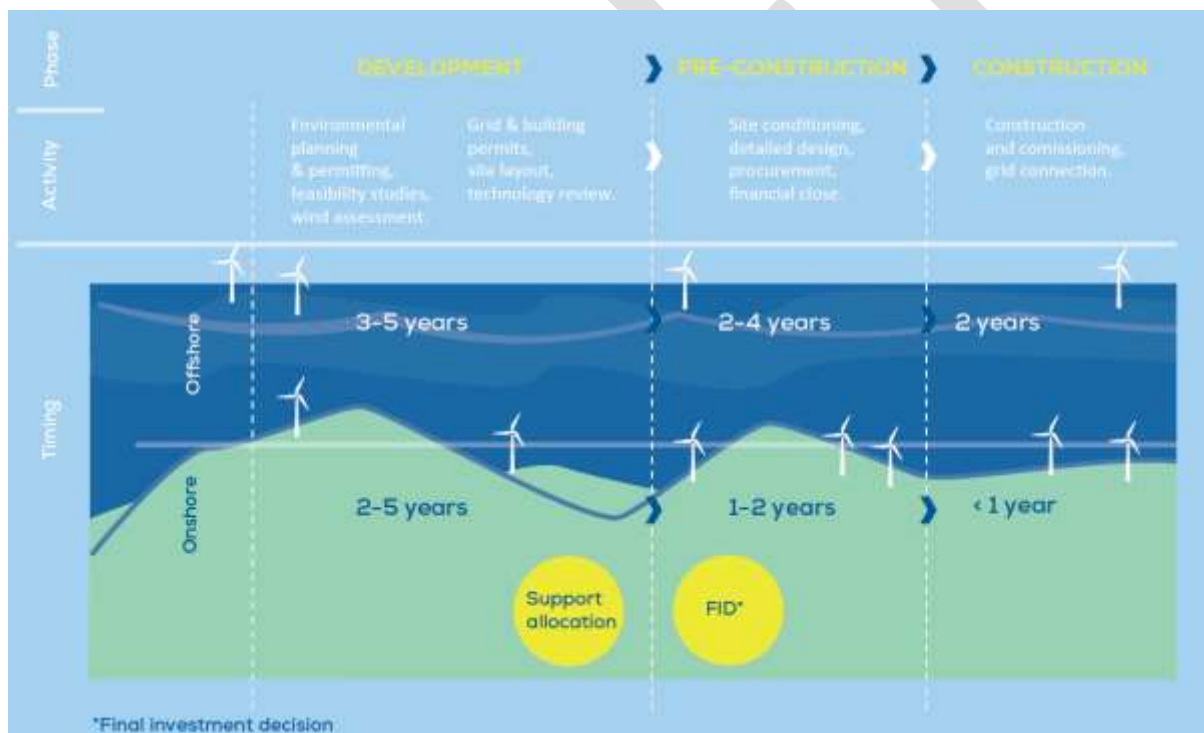 Phase
DEVELOPMENT
PRE-CONSTRUCTION
CONSTRUCTION
Activity
Environmental
planning
& permitting,
feasibility studies,
wind assessment.
Grid & building
permits,
site layout,
technology review.
Site conditioning,
detailed design,
procurement,
financial close.
Construction
and comissioning,
grid connection.
Timing
Offshore
3-5 years
2-4 years
2 years
Onshore
2-5 years
1-2 years
< 1 year
Support
allocation
FID*
*Final investment decision